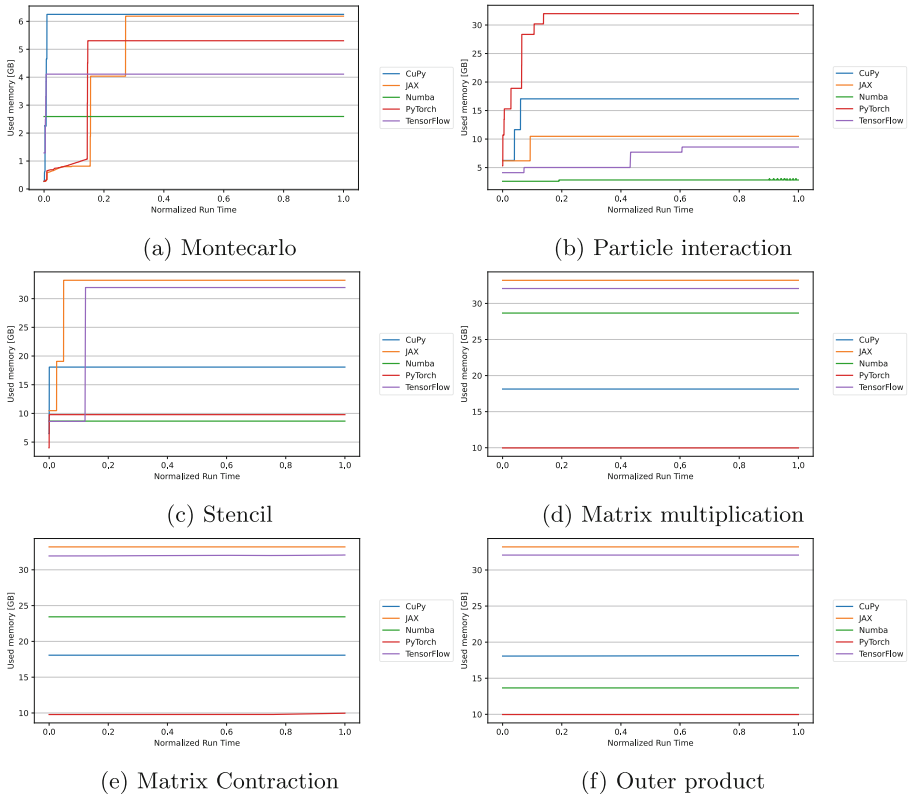 Used memory [GB]
6
5
4
3
2
1
0
0.0 0.2 0.4 0.6 0.8 1.0
Normalized Run Time
CuPy
JAX
Numba
PyTorch
TensorFlow
(a) Montecarlo
Used memory [GB]
30
25
20
15
10
5
0.0 0.2 0.4 0.6 0.8 1.0
Normalized Run Time
CuPy
JAX
Numba
PyTorch
TensorFlow
(b) Particle interaction
Used memory [GB]
30
25
20
15
10
5
0.0 0.2 0.4 0.6 0.8 1.0
Normalized Run Time
CuPy
JAX
Numba
PyTorch
TensorFlow
(c) Stencil
Used memory [GB]
30
25
20
15
10
0.0 0.2 0.4 0.6 0.8 1.0
Normalized Run Time
CuPy
JAX
Numba
PyTorch
TensorFlow
(d) Matrix multiplication
Used memory [GB]
30
25
20
15
10
0.0 0.2 0.4 0.6 0.8 1.0
Normalized Run Time
CuPy
JAX
Numba
PyTorch
TensorFlow
(e) Matrix Contraction
Used memory [GB]
30
25
20
15
10
0.0 0.2 0.4 0.6 0.8 1.0
Normalized Run Time
CuPy
JAX
Numba
PyTorch
TensorFlow
(f) Outer product